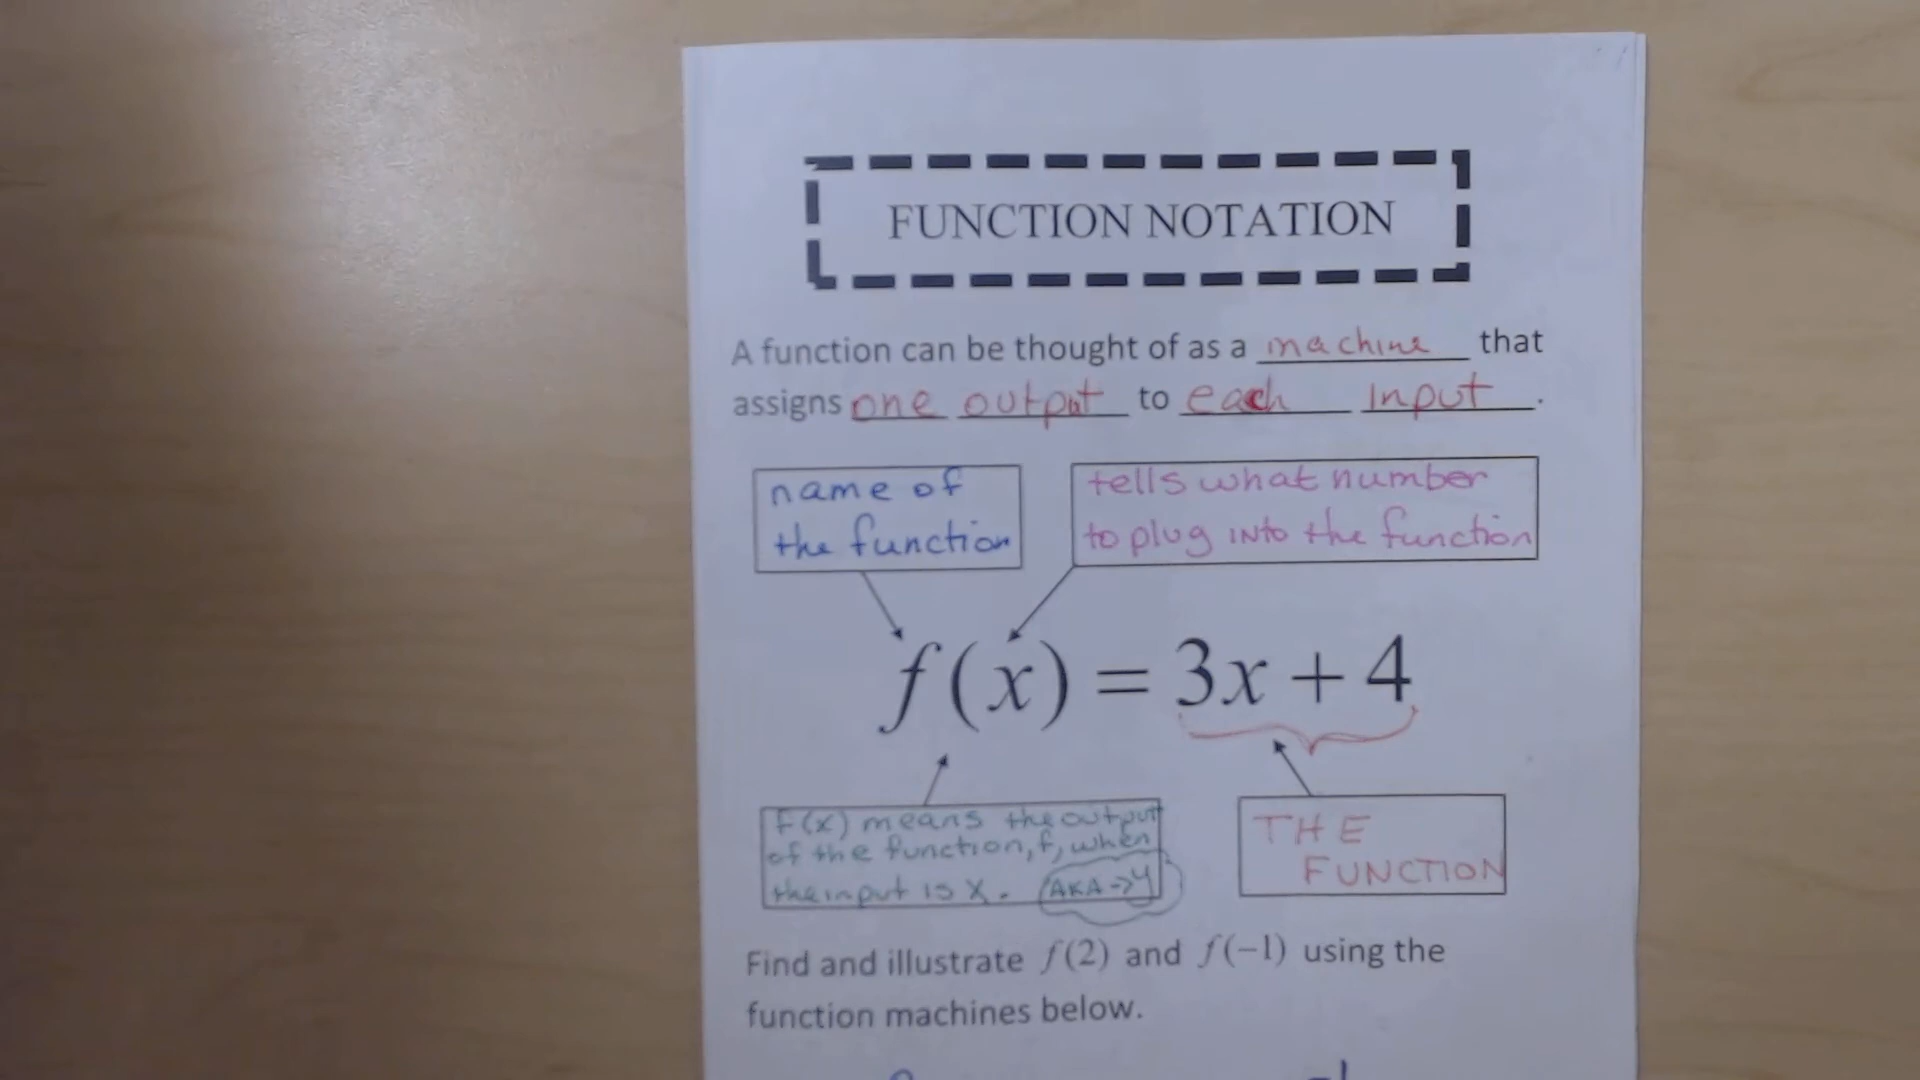 FUNCTION NOTATION
A function can be thought of as a machine that
assigns one output to each input.
name of
the function
tells what number
to plug into the function
f(x) = 3x + 4
f(x) means the output
of the function, f, when
the input is x. AKA → y
THE
FUNCTION
Find and illustrate f(2) and f(−1) using the
function machines below.